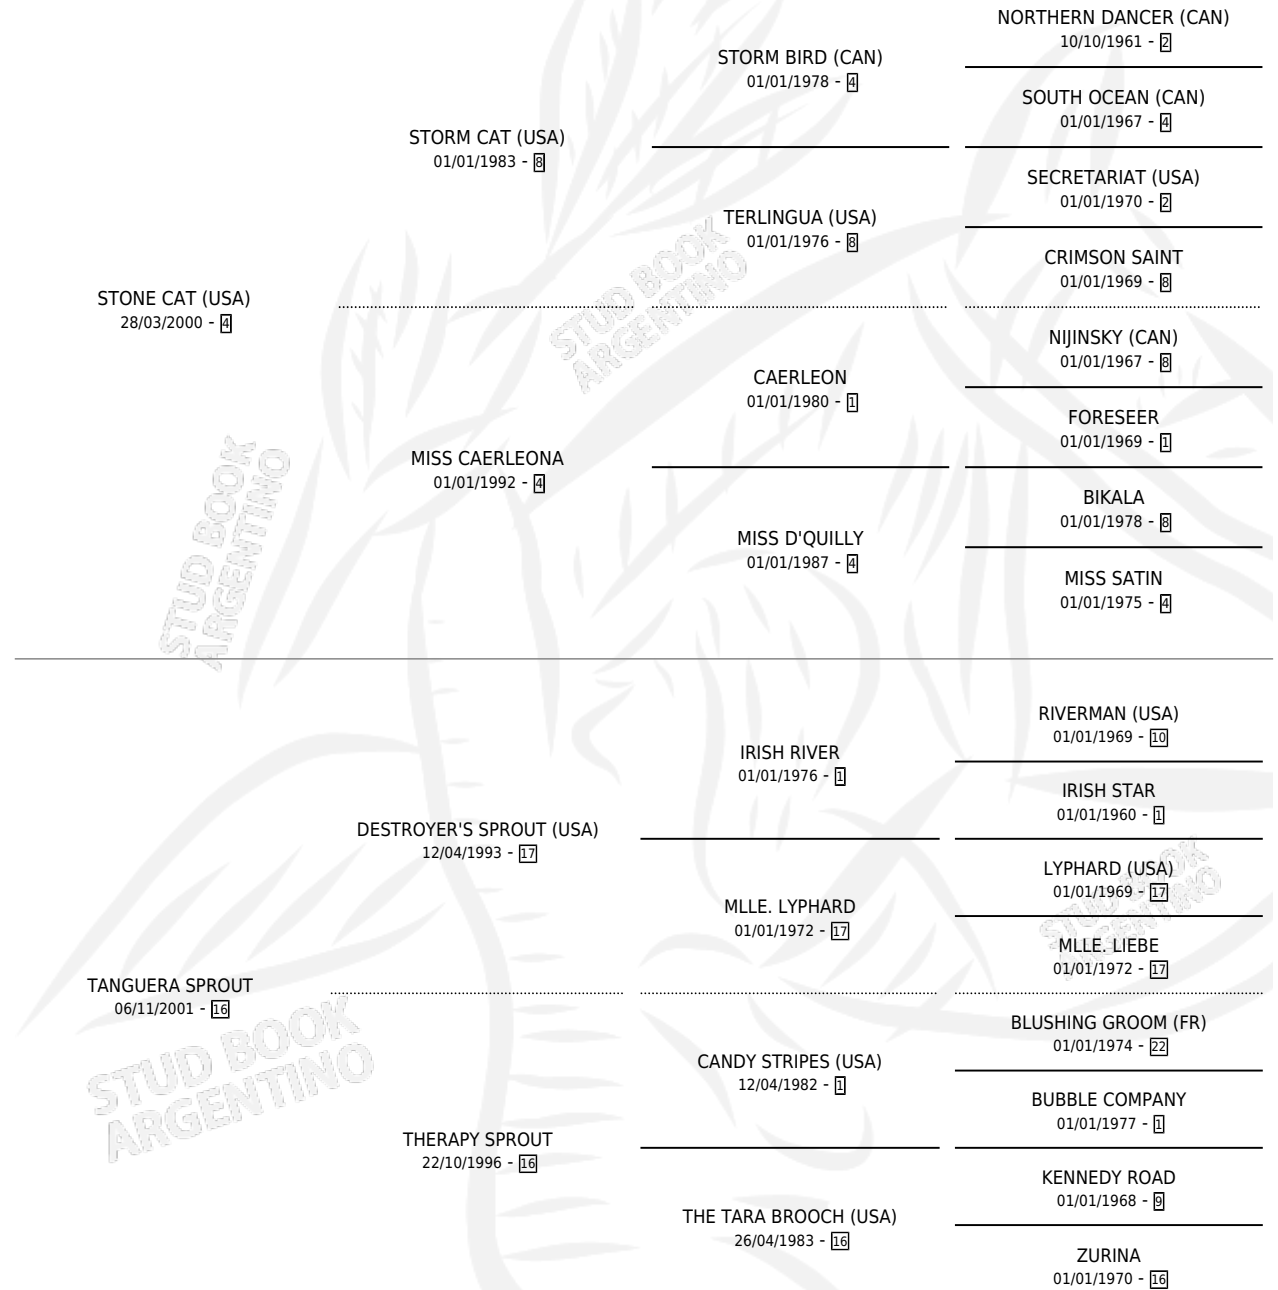 NORTHERN DANCER (CAN)
10/10/1961 - 2
STORM BIRD (CAN)
01/01/1978 - 4
SOUTH OCEAN (CAN)
01/01/1967 - 4
STORM CAT (USA)
01/01/1983 - 8
SECRETARIAT (USA)
01/01/1970 - 2
TERLINGUA (USA)
01/01/1976 - 8
CRIMSON SAINT
01/01/1969 - 8
STONE CAT (USA)
28/03/2000 - 4
NIJINSKY (CAN)
01/01/1967 - 8
CAERLEON
01/01/1980 - 1
FORESEER
01/01/1969 - 1
MISS CAERLEONA
01/01/1992 - 4
BIKALA
01/01/1978 - 8
MISS D'QUILLY
01/01/1987 - 4
MISS SATIN
01/01/1975 - 4
RIVERMAN (USA)
01/01/1969 - 10
IRISH RIVER
01/01/1976 - 1
IRISH STAR
01/01/1960 - 1
DESTROYER'S SPROUT (USA)
12/04/1993 - 17
LYPHARD (USA)
01/01/1969 - 17
MLLE. LYPHARD
01/01/1972 - 17
MLLE. LIEBE
01/01/1972 - 17
TANGUERA SPROUT
06/11/2001 - 16
BLUSHING GROOM (FR)
01/01/1974 - 22
CANDY STRIPES (USA)
12/04/1982 - 1
BUBBLE COMPANY
01/01/1977 - 1
THERAPY SPROUT
22/10/1996 - 16
KENNEDY ROAD
01/01/1968 - 9
THE TARA BROOCH (USA)
26/04/1983 - 16
ZURINA
01/01/1970 - 16
STUD BOOK
ARGENTINO
STUD BOOK
ARGENTINO
STUD BOOK
ARGENTINO
STUD BOOK
ARGENTINO